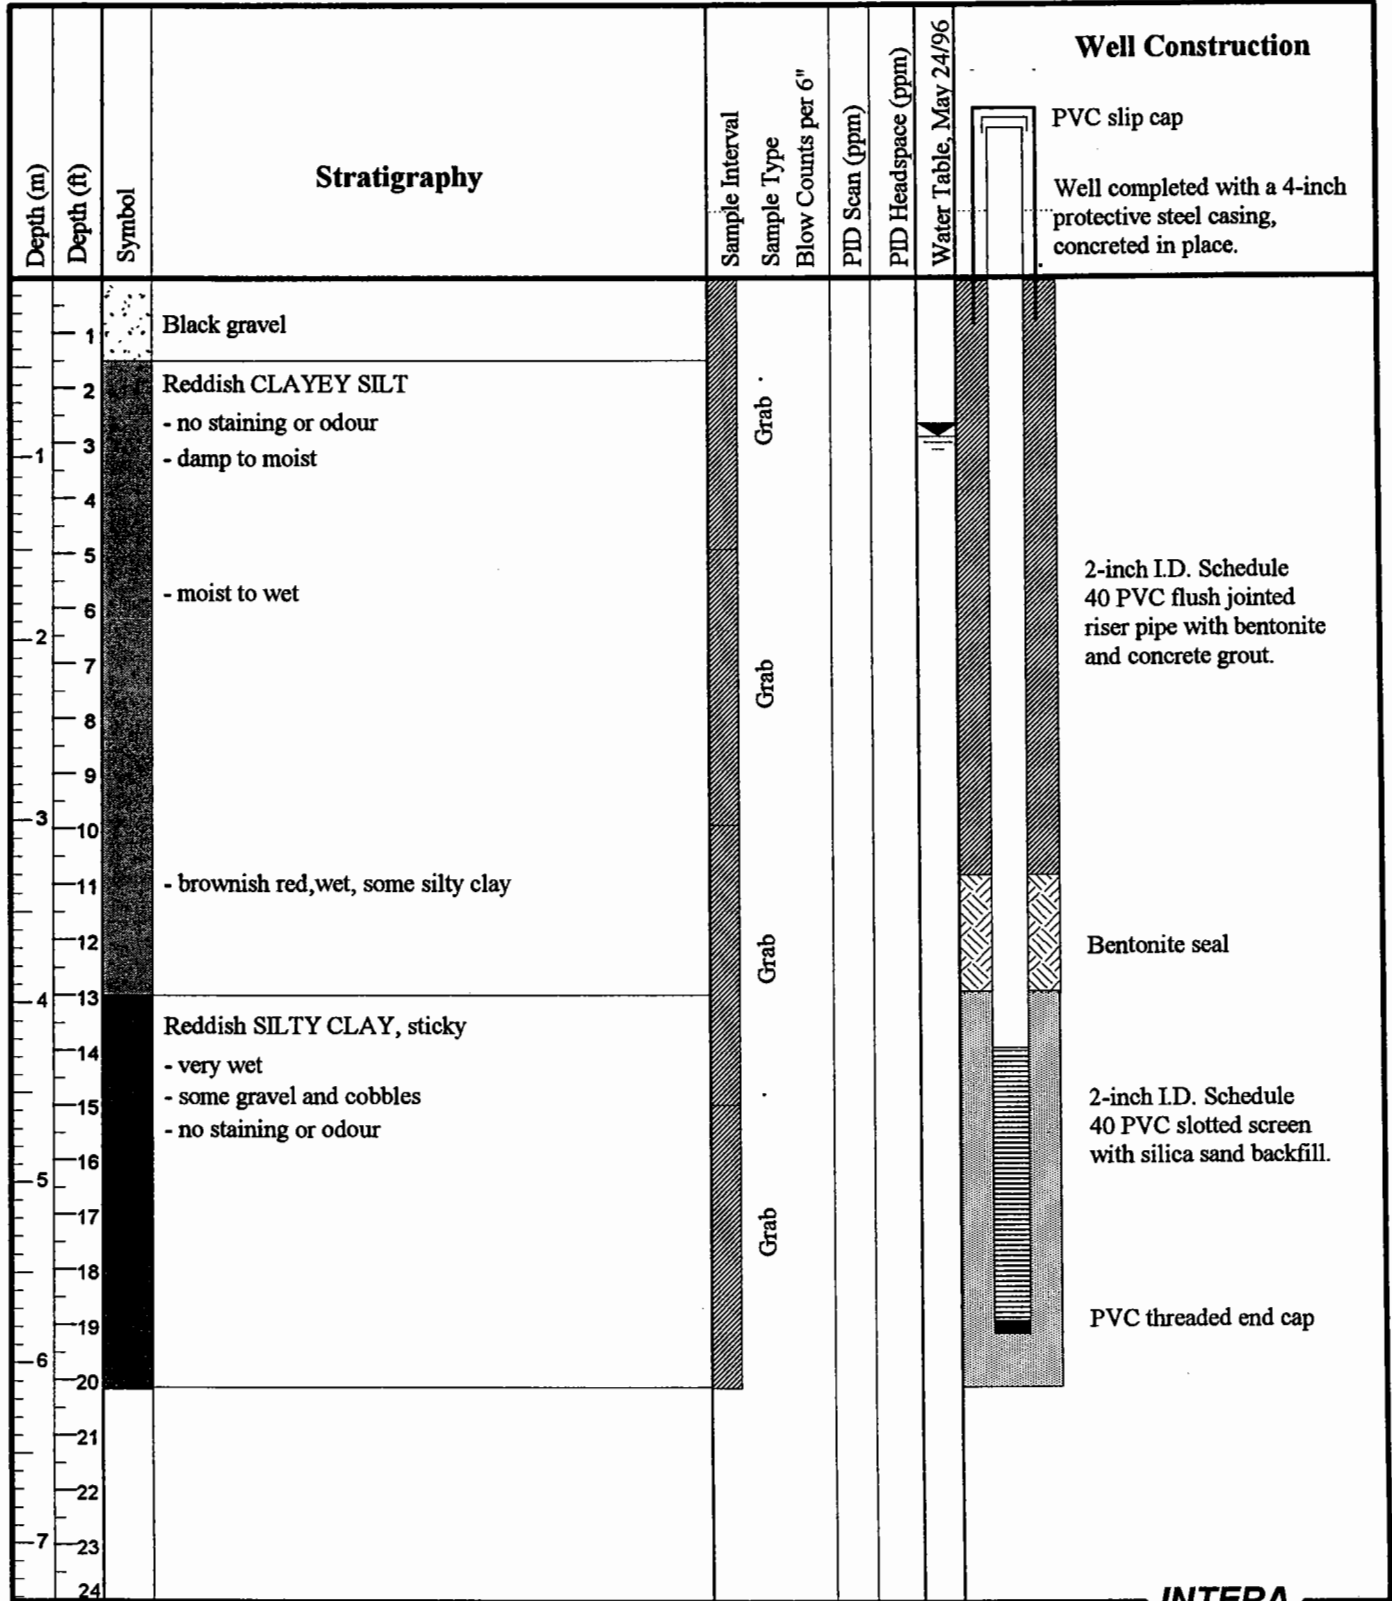 Depth (m)
Depth (ft)
Symbol
Stratigraphy
Sample Interval
Sample Type
Blow Counts per 6"
PID Scan (ppm)
PID Headspace (ppm)
Water Table, May 24/96
Well Construction
PVC slip cap
Well completed with a 4-inch
protective steel casing,
concreted in place.
1
Black gravel
2
Reddish CLAYEY SILT
- no staining or odour
Grab
1
3
- damp to moist
4
5
- moist to wet
6
2-inch I.D. Schedule
40 PVC flush jointed
riser pipe with bentonite
and concrete grout.
2
7
Grab
8
9
3
10
11
- brownish red,wet, some silty clay
12
Grab
Bentonite seal
4
13
Reddish SILTY CLAY, sticky
14
- very wet
- some gravel and cobbles
15
- no staining or odour
2-inch I.D. Schedule
40 PVC slotted screen
with silica sand backfill.
16
5
17
Grab
18
19
PVC threaded end cap
6
20
21
22
7
23
24
INTERA